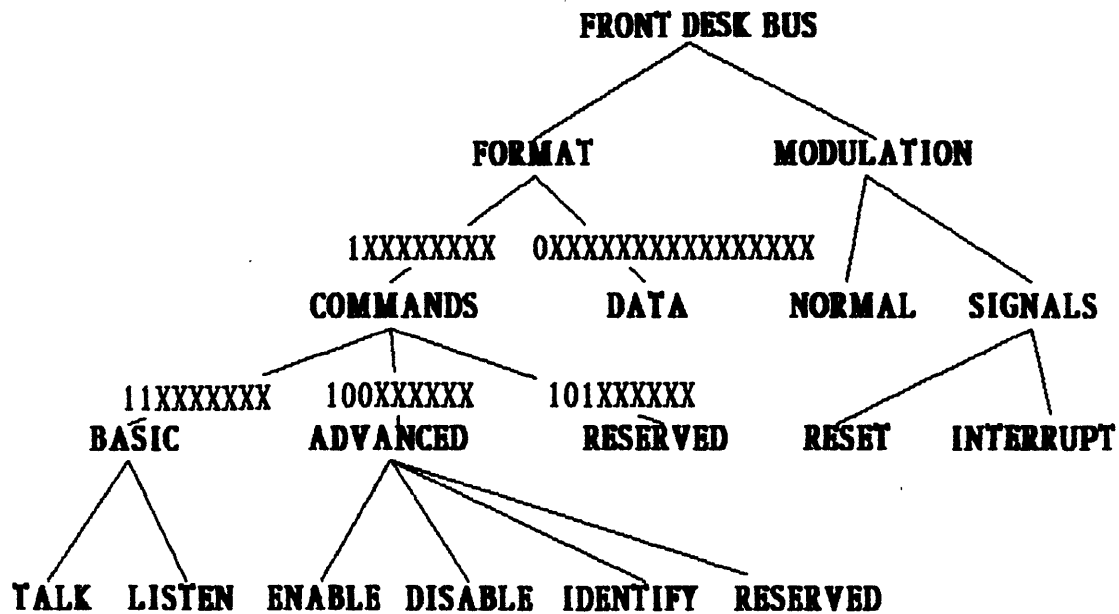 FRONT DESK BUS
FORMAT MODULATION
1XXXXXXXX 0XXXXXXXXXXXXXXXX
COMMANDS DATA NORMAL SIGNALS
11XXXXXXX 100XXXXXX 101XXXXXX
BASIC ADVANCED RESERVED RESET INTERRUPT
TALK LISTEN ENABLE DISABLE IDENTIFY RESERVED